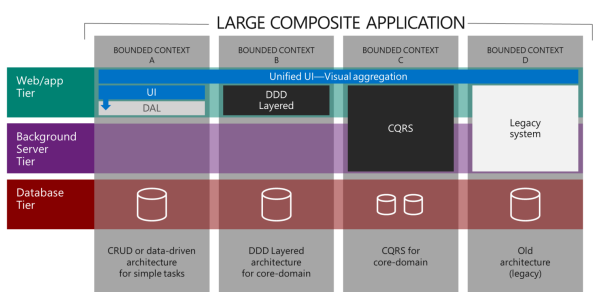 LARGE COMPOSITE APPLICATION
BOUNDED CONTEXT
A
BOUNDED CONTEXT
B
BOUNDED CONTEXT
C
BOUNDED CONTEXT
D
Web/app
Tier
Unified UI—Visual aggregation
UI
DAL
DDD
Layered
CQRS
Legacy
system
Background
Server
Tier
Database
Tier
CRUD or data-driven
architecture
for simple tasks
DDD Layered
architecture
for core-domain
CQRS for
core-domain
Old
architecture
(legacy)